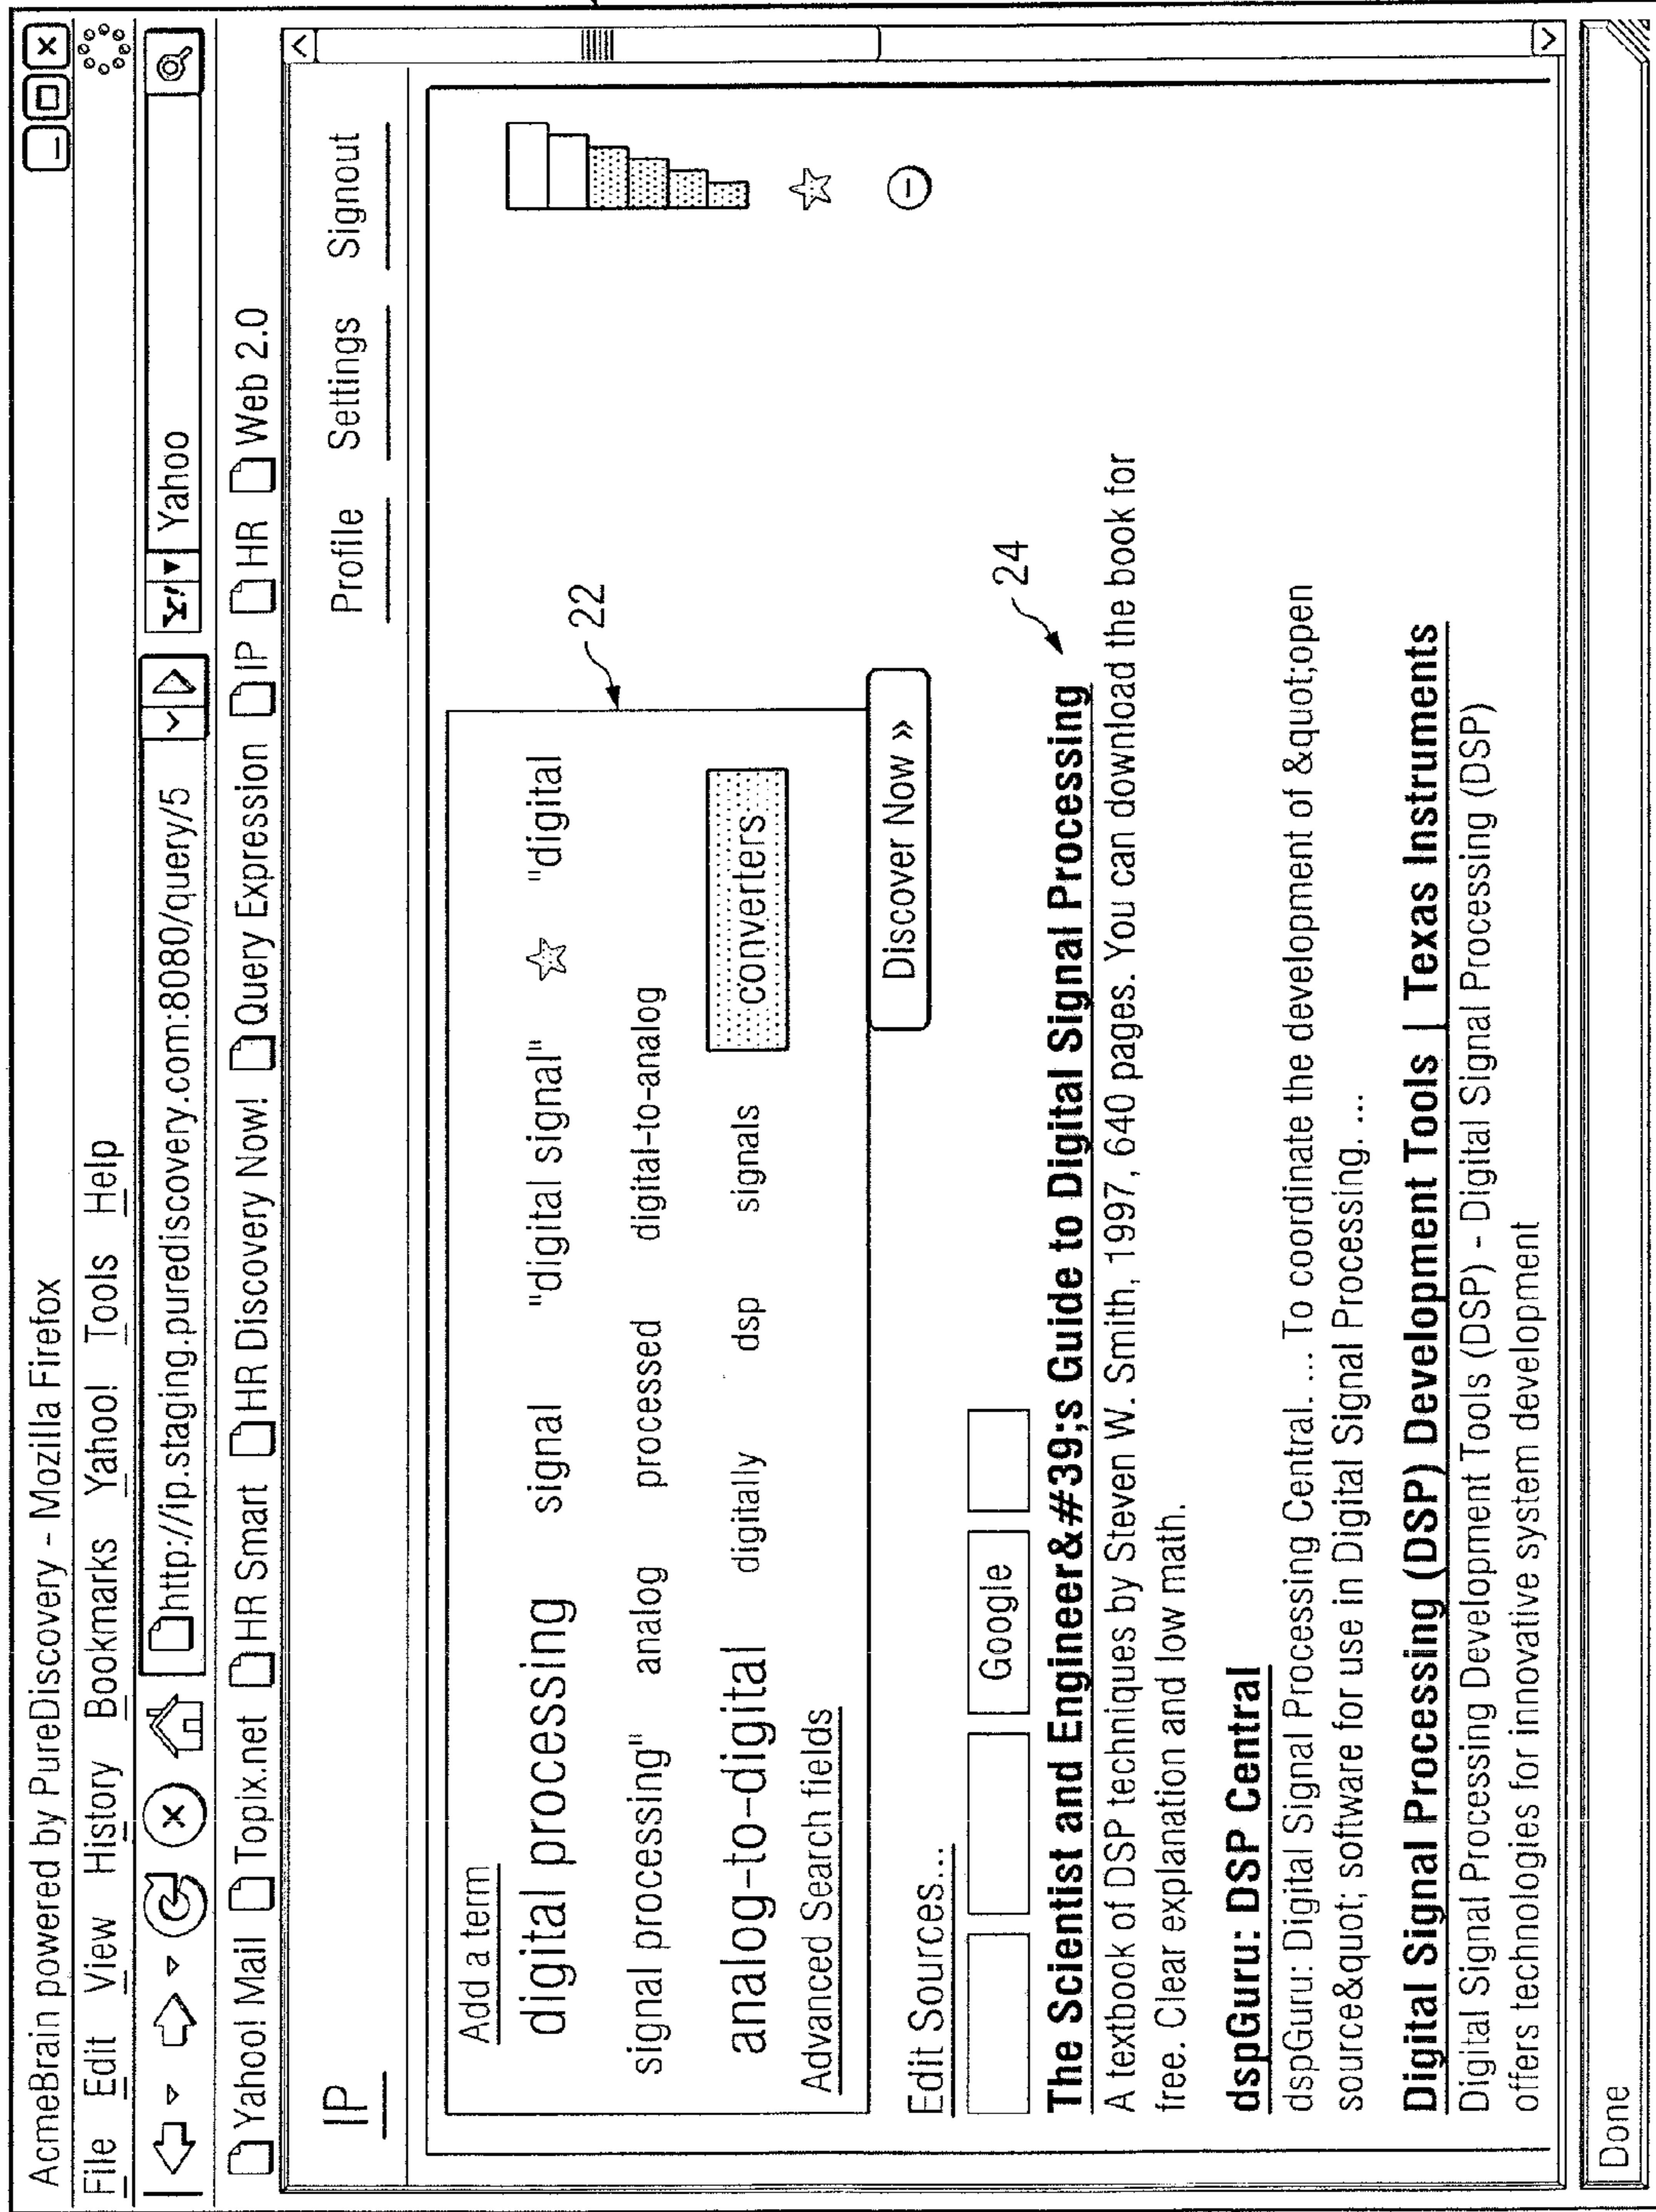 AcmeBrain powered by PureDiscovery - Mozilla Firefox
File Edit View History Bookmarks Yahoo! Tools Help
http://ip.staging.purediscovery.com:8080/query/5 Y! Yahoo
Yahoo! Mail Topix.net HR Smart HR Discovery Now! Query Expression IP HR Web 2.0
IP Profile Settings Signout
Add a term
digital processing signal "digital signal" "digital
signal processing" analog processed digital-to-analog
analog-to-digital digitally dsp signals converters
Advanced Search fields
22
Discover Now »
Edit Sources...
Google
24
The Scientist and Engineer&#39;s Guide to Digital Signal Processing
A textbook of DSP techniques by Steven W. Smith, 1997, 640 pages. You can download the book for
free. Clear explanation and low math.
dspGuru: DSP Central
dspGuru: Digital Signal Processing Central. ... To coordinate the development of &quot;open
source&quot; software for use in Digital Signal Processing. ...
Digital Signal Processing (DSP) Development Tools | Texas Instruments
Digital Signal Processing Development Tools (DSP) - Digital Signal Processing (DSP)
offers technologies for innovative system development
Done